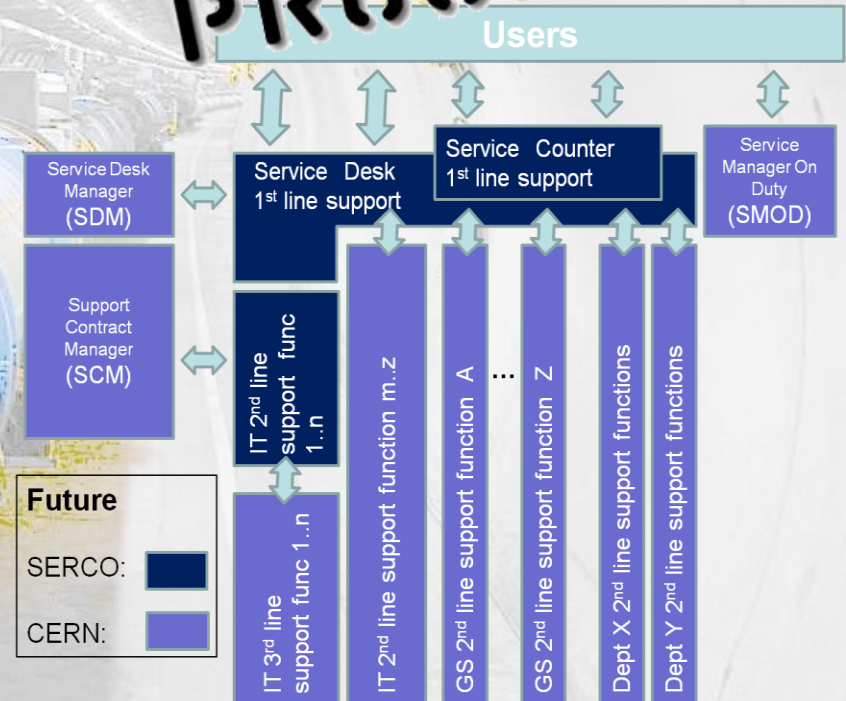 Users
Service Desk
1st line support
Service Counter
1st line support
Service
Manager On
Duty
(SMOD)
Service Desk
Manager
(SDM)
Support
Contract
Manager
(SCM)
IT 2nd line
support func
1..n
IT 3rd line
support func 1..n
IT 2nd line support function m..z
GS 2nd line support function A
...
GS 2nd line support function Z
Dept X 2nd line support functions
Dept Y 2nd line support functions
Future
SERCO:
CERN: